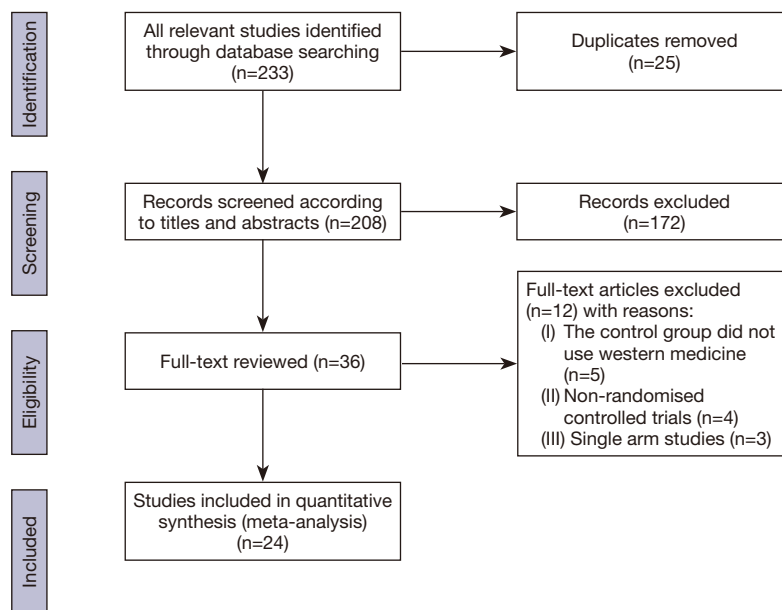 Identification
All relevant studies identified
through database searching
(n=233)
Duplicates removed
(n=25)
Screening
Records screened according
to titles and abstracts (n=208)
Records excluded
(n=172)
Eligibility
Full-text reviewed (n=36)
Full-text articles excluded
(n=12) with reasons:
(I) The control group did not
use western medicine
(n=5)
(II) Non-randomised
controlled trials (n=4)
(III) Single arm studies (n=3)
Included
Studies included in quantitative
synthesis (meta-analysis)
(n=24)